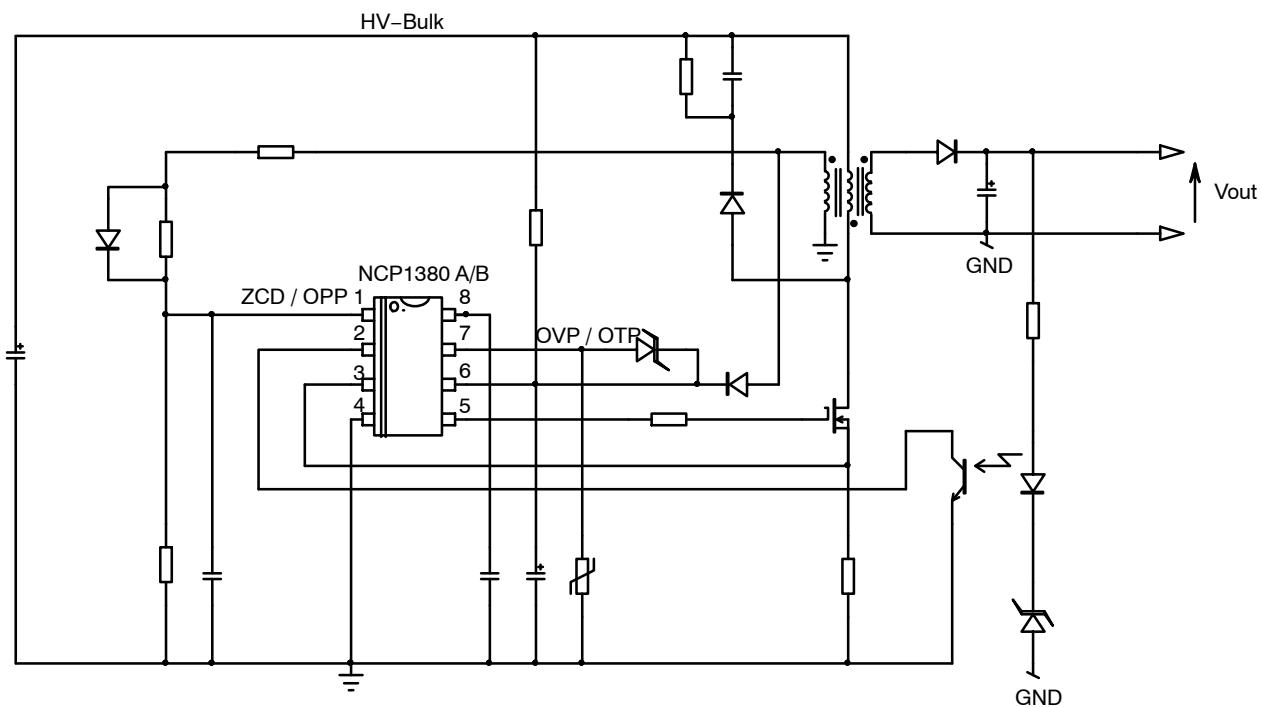 HV–Bulk
Vout
GND
NCP1380 A/B
ZCD / OPP 1
8
2
7
OVP / OTP
3
6
4
5
GND